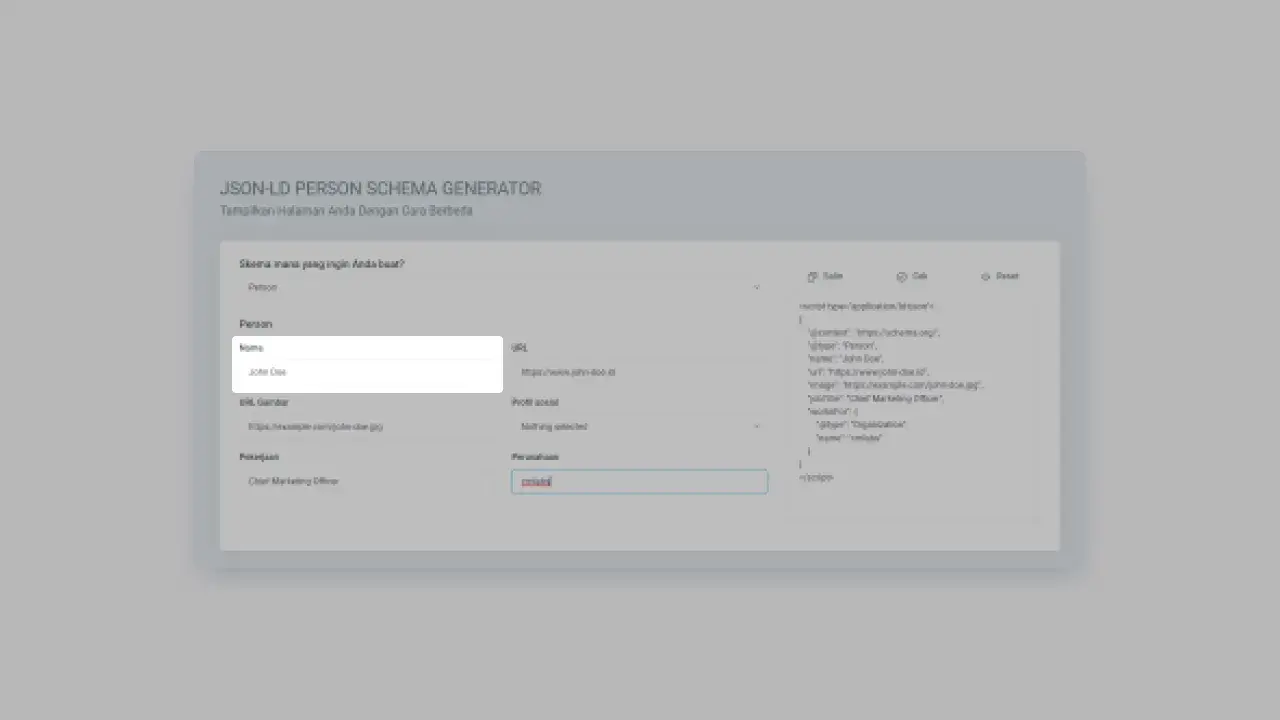 JSON-LD PERSON SCHEMA GENERATOR
Tampilkan Halaman Anda Dengan Cara Berbeda
Skema mana yang ingin Anda buat?
Person
Person
Nama
John Doe
URL
https://www.john-doe.id
URL Gambar
https://example.com/john-doe.jpg
Profil sosial
Nothing selected
Pekerjaan
Chief Marketing Officer
Perusahaan
cmlabs
Salin Cek Reset
<script type="application/ld+json">
{
"@context": "https://schema.org/",
"@type": "Person",
"name": "John Doe",
"url": "https://www.john-doe.id",
"image": "https://example.com/john-doe.jpg",
"jobTitle": "Chief Marketing Officer",
"worksFor": {
"@type": "Organization"
"name": "cmlabs"
}
}
</script>